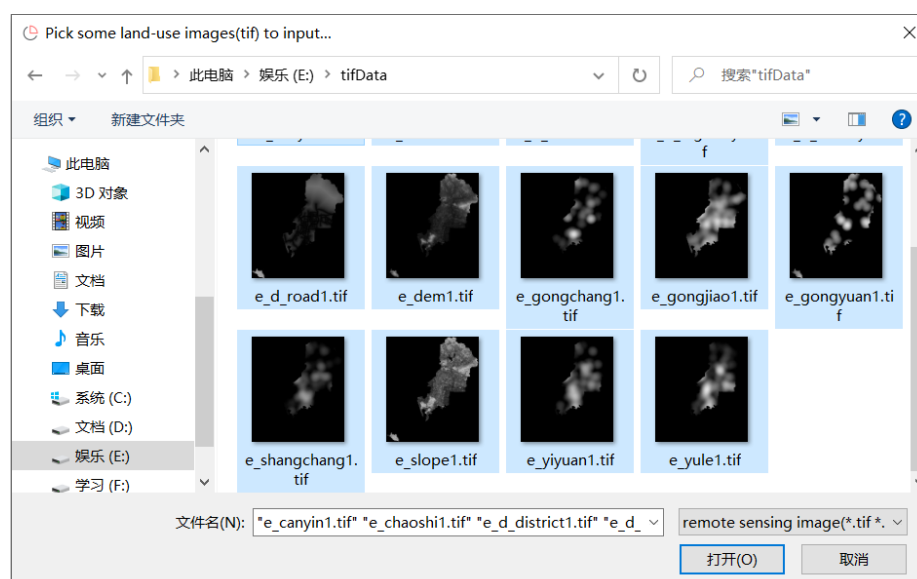 Pick some land-use images(tif) to input...
此电脑 > 娱乐 (E:) > tifData
搜索"tifData"
组织
新建文件夹
此电脑
3D 对象
视频
图片
文档
下载
音乐
桌面
系统 (C:)
文档 (D:)
娱乐 (E:)
学习 (F:)
f
e_d_road1.tif
e_dem1.tif
e_gongchang1.
tif
e_gongjiao1.tif
e_gongyuan1.ti
f
e_shangchang1.
tif
e_slope1.tif
e_yiyuan1.tif
e_yule1.tif
文件名(N):
"e_canyin1.tif" "e_chaoshi1.tif" "e_d_district1.tif" "e_d_
remote sensing image(*.tif *.
打开(O)
取消